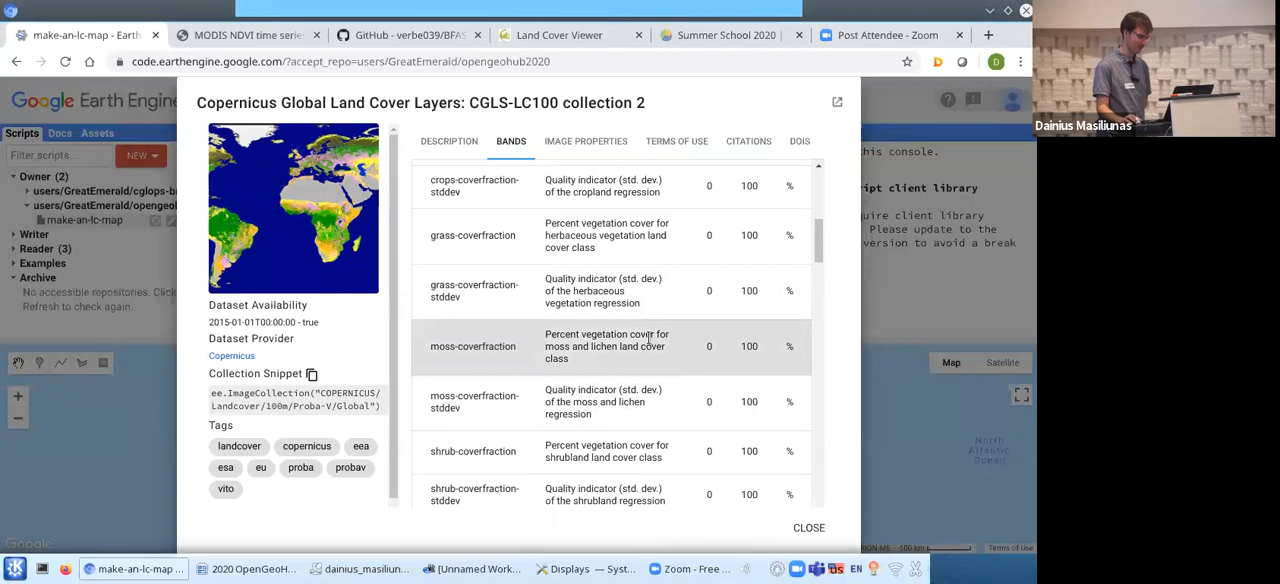 make-an-lc-map - Earth
MODIS NDVI time serie
GitHub - verbe039/BFAS
Land Cover Viewer
Summer School 2020 |
Post Attendee - Zoom
code.earthengine.google.com/?accept_repo=users/GreatEmerald/opengeohub2020
D
D
Google Earth Engine
Scripts Docs Assets
Filter scripts...
NEW
Owner (2)
users/GreatEmerald/cglops-b
users/GreatEmerald/opengeol
make-an-lc-map
Writer
Reader (3)
Examples
Archive
No accessible repositories. Click
Refresh to check again.
Copernicus Global Land Cover Layers: CGLS-LC100 collection 2
DESCRIPTION BANDS IMAGE PROPERTIES TERMS OF USE CITATIONS DOIS
Dataset Availability
2015-01-01T00:00:00 - true
Dataset Provider
Copernicus
Collection Snippet
ee.ImageCollection("COPERNICUS/
Landcover/100m/Proba-V/Global")
Tags
landcover copernicus eea
esa eu proba probav
vito
crops-coverfraction-
stddev
Quality indicator (std. dev.)
of the cropland regression
0 100 %
grass-coverfraction
Percent vegetation cover for
herbaceous vegetation land
cover class
0 100 %
grass-coverfraction-
stddev
Quality indicator (std. dev.)
of the herbaceous
vegetation regression
0 100 %
moss-coverfraction
Percent vegetation cover for
moss and lichen land cover
class
0 100 %
moss-coverfraction-
stddev
Quality indicator (std. dev.)
of the moss and lichen
regression
0 100 %
shrub-coverfraction
Percent vegetation cover for
shrubland land cover class
0 100 %
shrub-coverfraction-
stddev
Quality indicator (std. dev.)
of the shrubland regression
0 100 %
CLOSE
this console.
ript client library
quire client library
Please update to the
version to avoid a break
Map Satellite
North
Atlantic
Ocean
Google
500 km
Terms of Use
make-an-lc-map ...
2020 OpenGeoH...
dainius_masiliun...
[Unnamed Work...
Displays — Syst...
Zoom - Free ...
US
EN
Dainius Masiliunas